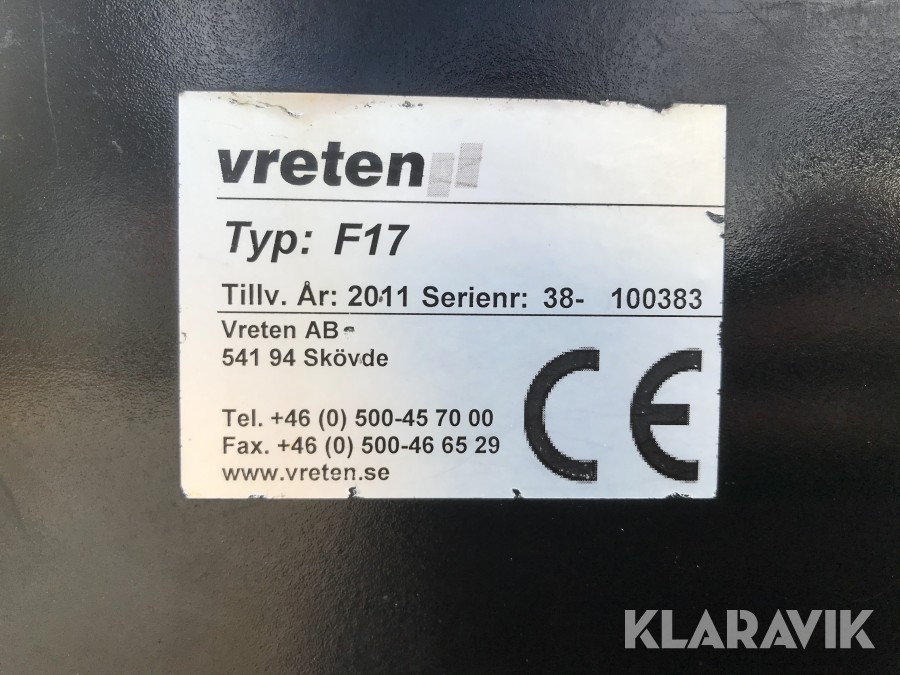 vreten
Typ: F17
Tillv. År: 2011 Serienr: 38- 100383
Vreten AB
541 94 Skövde
Tel. +46 (0) 500-45 70 00
Fax. +46 (0) 500-46 65 29
www.vreten.se
CE
KLARAVIK